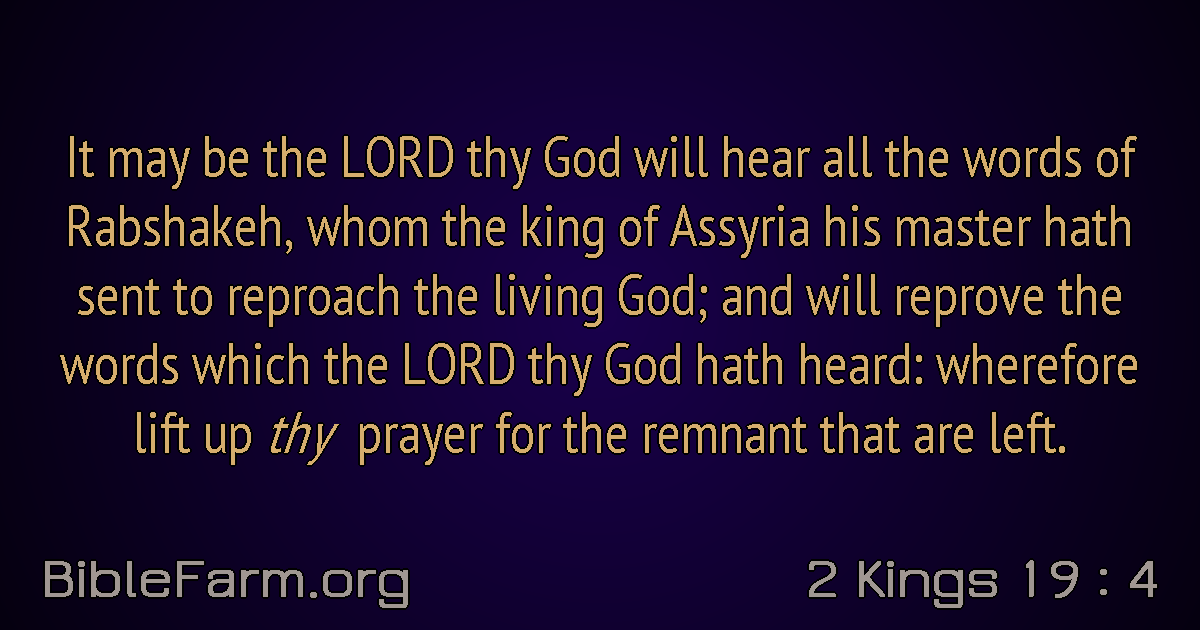 It may be the LORD thy God will hear all the words of
Rabshakeh, whom the king of Assyria his master hath
sent to reproach the living God; and will reprove the
words which the LORD thy God hath heard: wherefore
lift up thy prayer for the remnant that are left.
BibleFarm.org
2 Kings 19 : 4